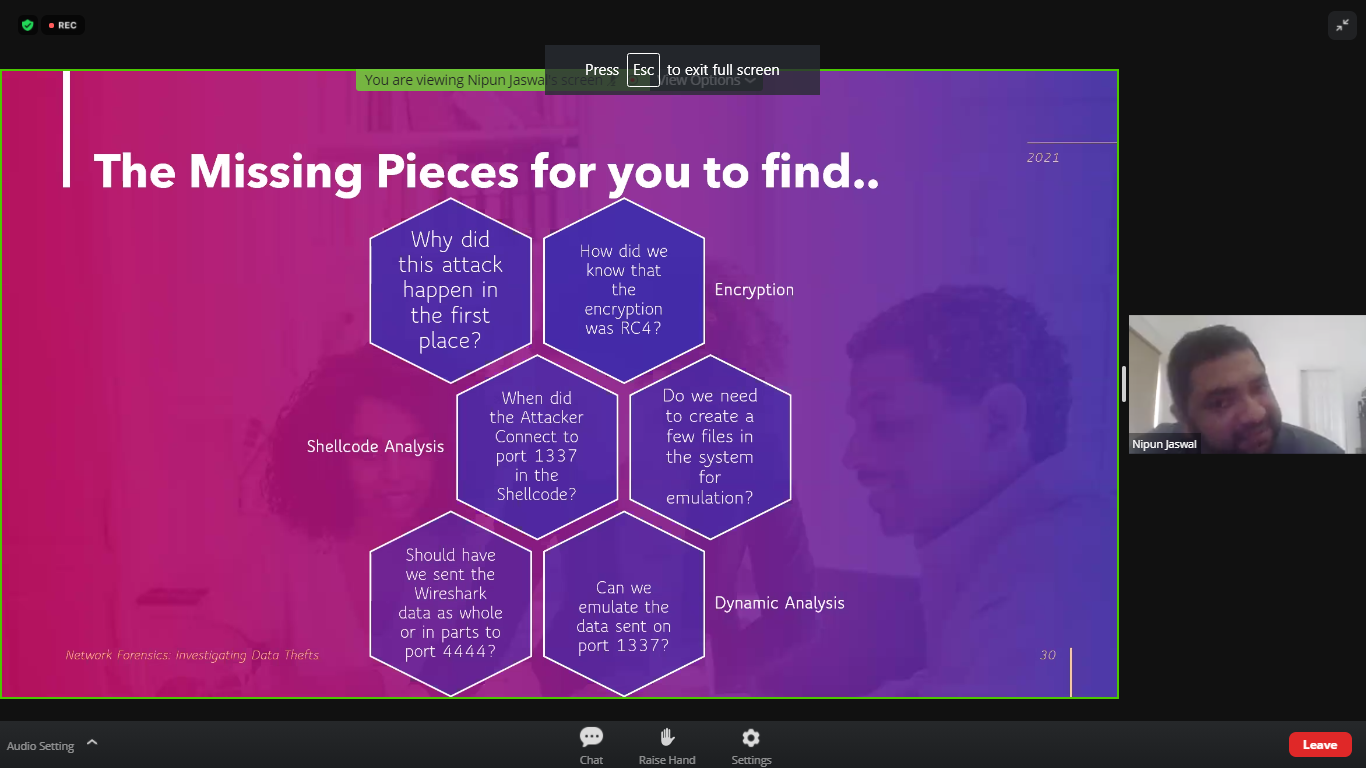 REC
Press Esc to exit full screen
You are viewing Nipun Jaswal's screen
View Options
The Missing Pieces for you to find..
2021
Why did
this attack
happen in
the first
place?
How did we
know that
the
encryption
was RC4?
Encryption
Shellcode Analysis
When did
the Attacker
Connect to
port 1337
in the
Shellcode?
Do we need
to create a
few files in
the system
for
emulation?
Should have
we sent the
Wireshark
data as whole
or in parts to
port 4444?
Can we
emulate the
data sent on
port 1337?
Dynamic Analysis
Network Forensics: Investigating Data Thefts
30
Nipun Jaswal
Audio Setting
Chat
Raise Hand
Settings
Leave